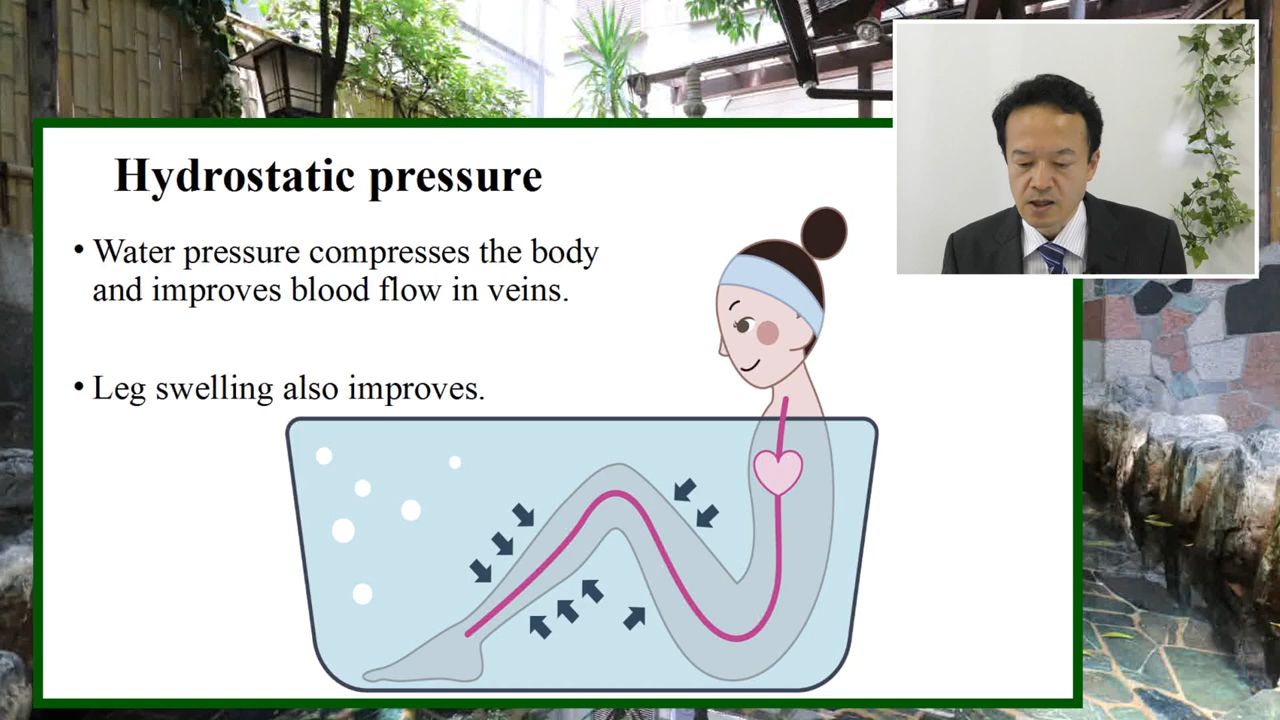 Hydrostatic pressure
• Water pressure compresses the body
and improves blood flow in veins.
• Leg swelling also improves.